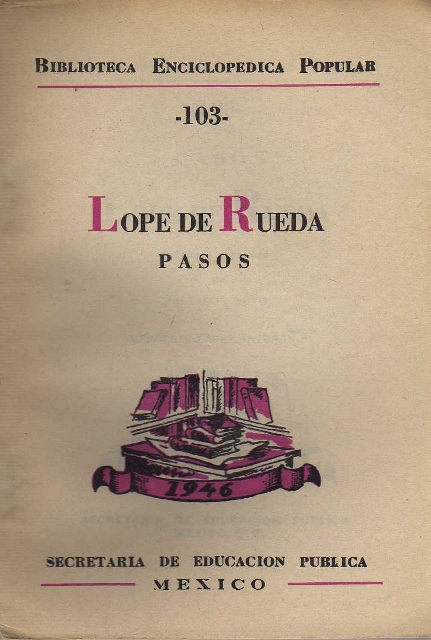 BIBLIOTECA ENCICLOPEDICA POPULAR
-103-
LOPE DE RUEDA
PASOS
1946
SECRETARIA DE EDUCACION PUBLICA
MEXICO